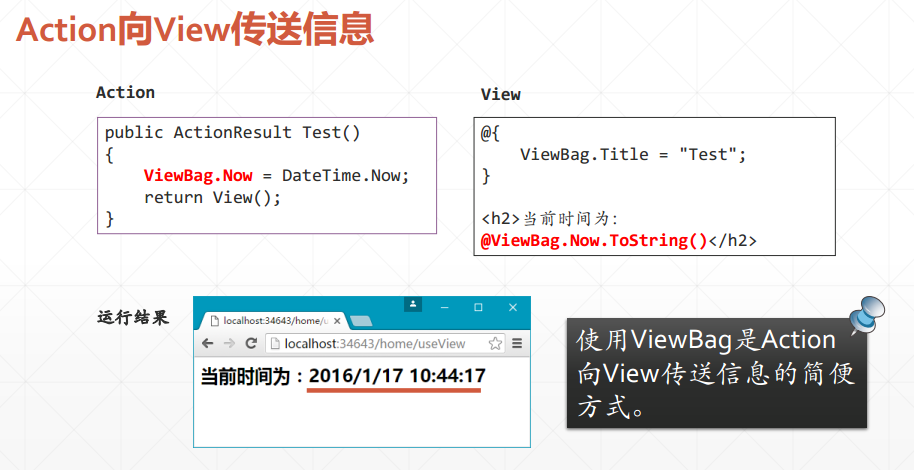 Action向View传送信息
Action
public ActionResult Test()
{
    ViewBag.Now = DateTime.Now;
    return View();
}
View
@{
    ViewBag.Title = "Test";
}
<h2>当前时间为:
@ViewBag.Now.ToString()</h2>
运行结果
localhost:34643/home/u
localhost:34643/home/useView
当前时间为：2016/1/17 10:44:17
使用ViewBag是Action
向View传送信息的简便
方式。